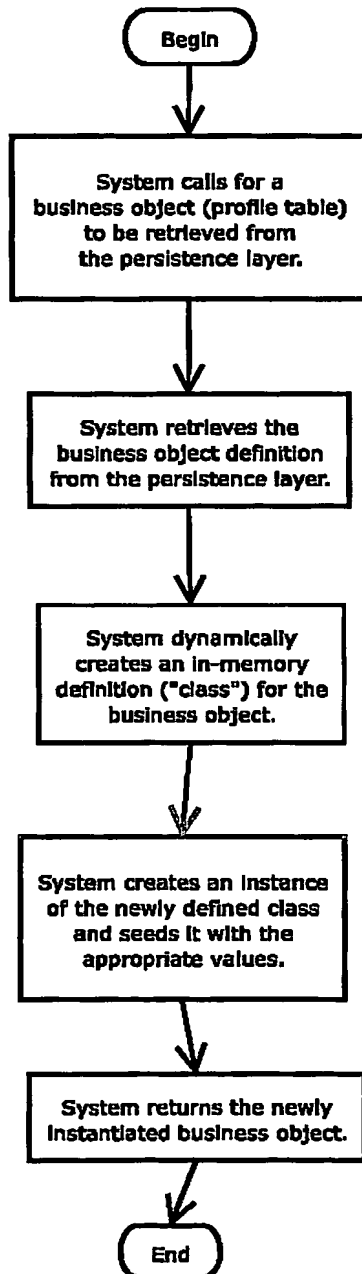 Begin
System calls for a
business object (profile table)
to be retrieved from
the persistence layer.
System retrieves the
business object definition
from the persistence layer.
System dynamically
creates an in-memory
definition ("class") for the
business object.
System creates an instance
of the newly defined class
and seeds it with the
appropriate values.
System returns the newly
instantiated business object.
End